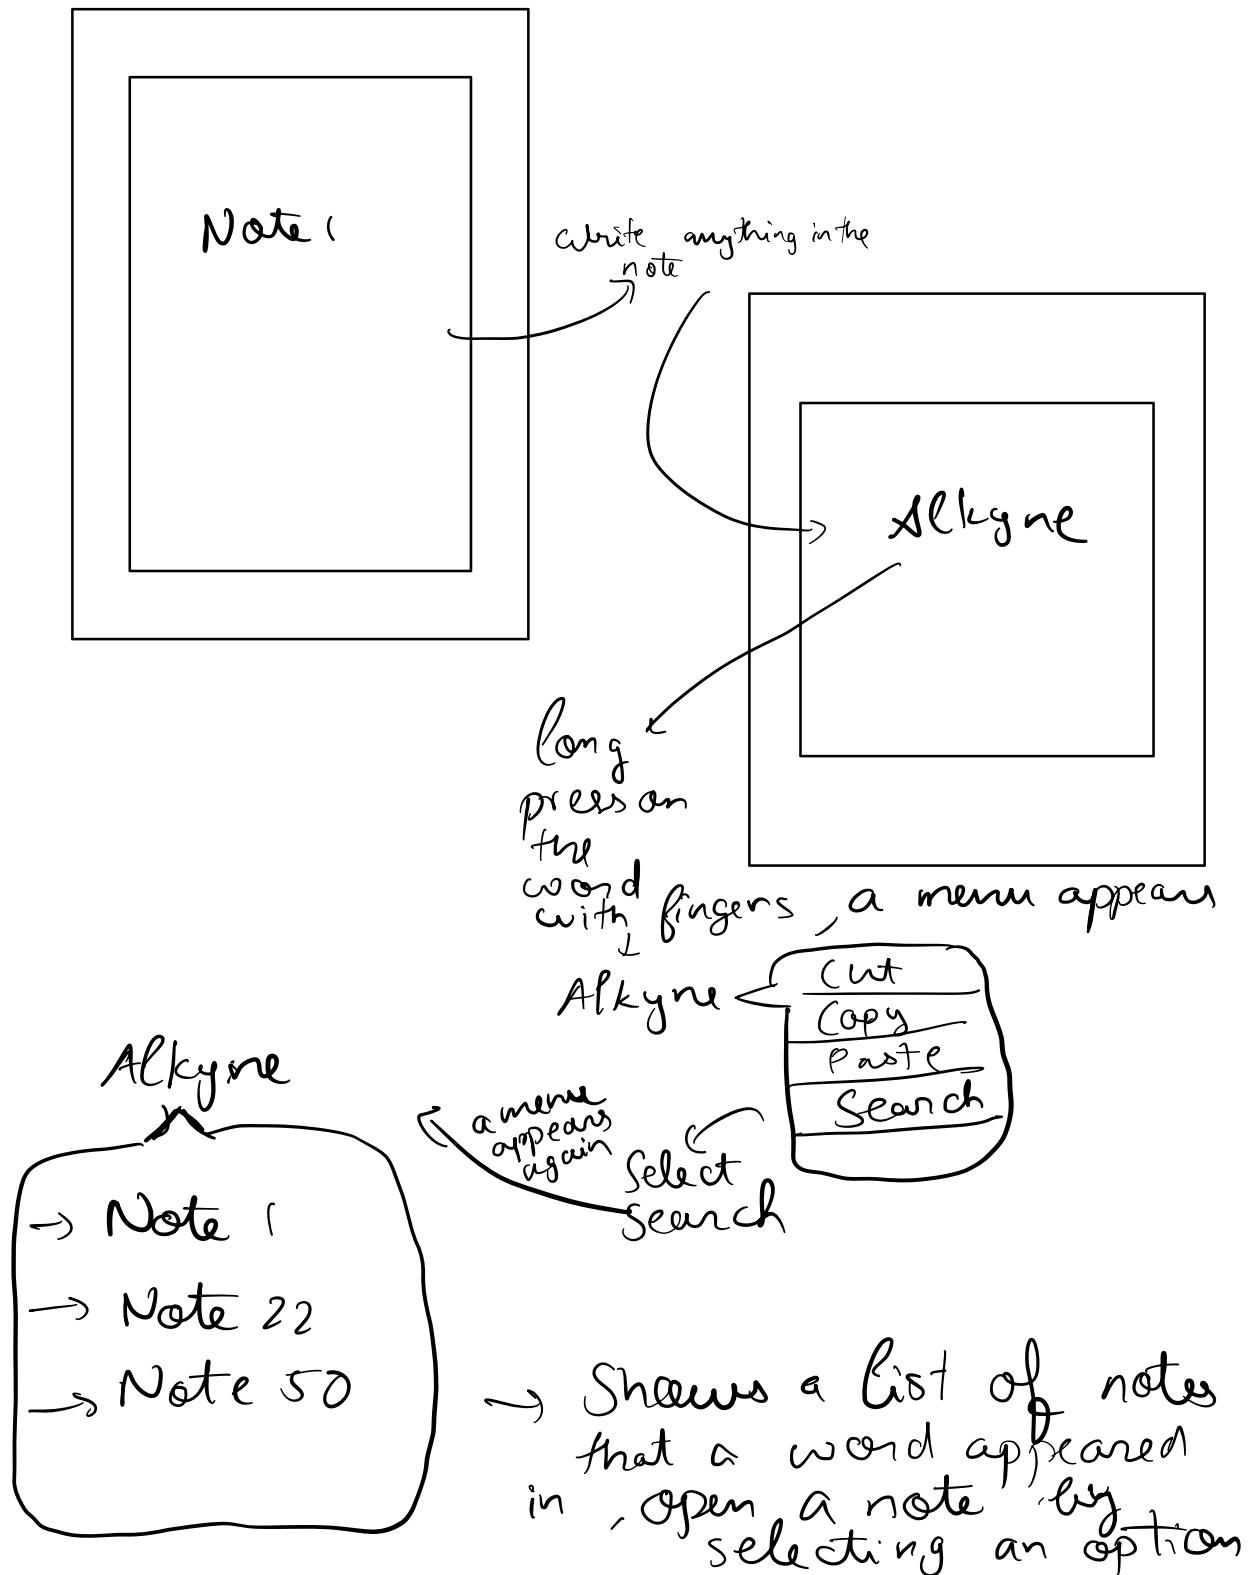 Note 1
write anything in the
note
Alkyne
long
press on
the
word
with fingers, a menu appears
Alkyne
Cut
Copy
Paste
Search
Select
search
a menu
appears
again
Alkyne
Note 1
Note 22
Note 50
Shows a list of notes
that a word appeared
in, open a note by
selecting an option